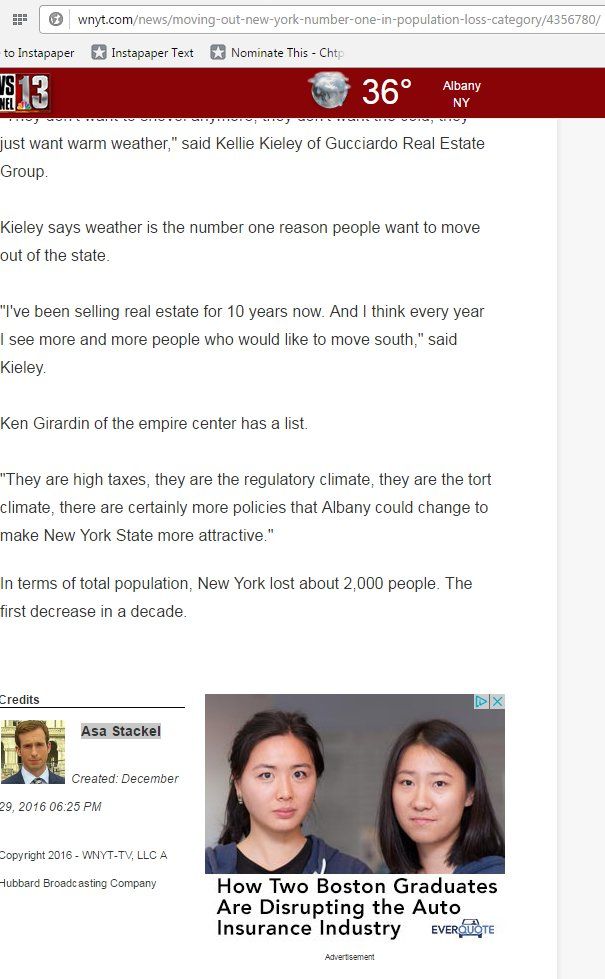 wnyt.com/news/moving-out-new-york-number-one-in-population-loss-category/4356780/
to Instapaper Instapaper Text Nominate This - Chtp
WS
NEL 13
36° Albany
NY
"They don't want to shovel anymore, they don't want the cold, they
just want warm weather," said Kellie Kieley of Gucciardo Real Estate
Group.
Kieley says weather is the number one reason people want to move
out of the state.
"I've been selling real estate for 10 years now. And I think every year
I see more and more people who would like to move south," said
Kieley.
Ken Girardin of the empire center has a list.
"They are high taxes, they are the regulatory climate, they are the tort
climate, there are certainly more policies that Albany could change to
make New York State more attractive."
In terms of total population, New York lost about 2,000 people. The
first decrease in a decade.
Credits
Asa Stackel
Created: December
29, 2016 06:25 PM
Copyright 2016 - WNYT-TV, LLC A
Hubbard Broadcasting Company
How Two Boston Graduates
Are Disrupting the Auto
Insurance Industry
EVERQUOTE
Advertisement